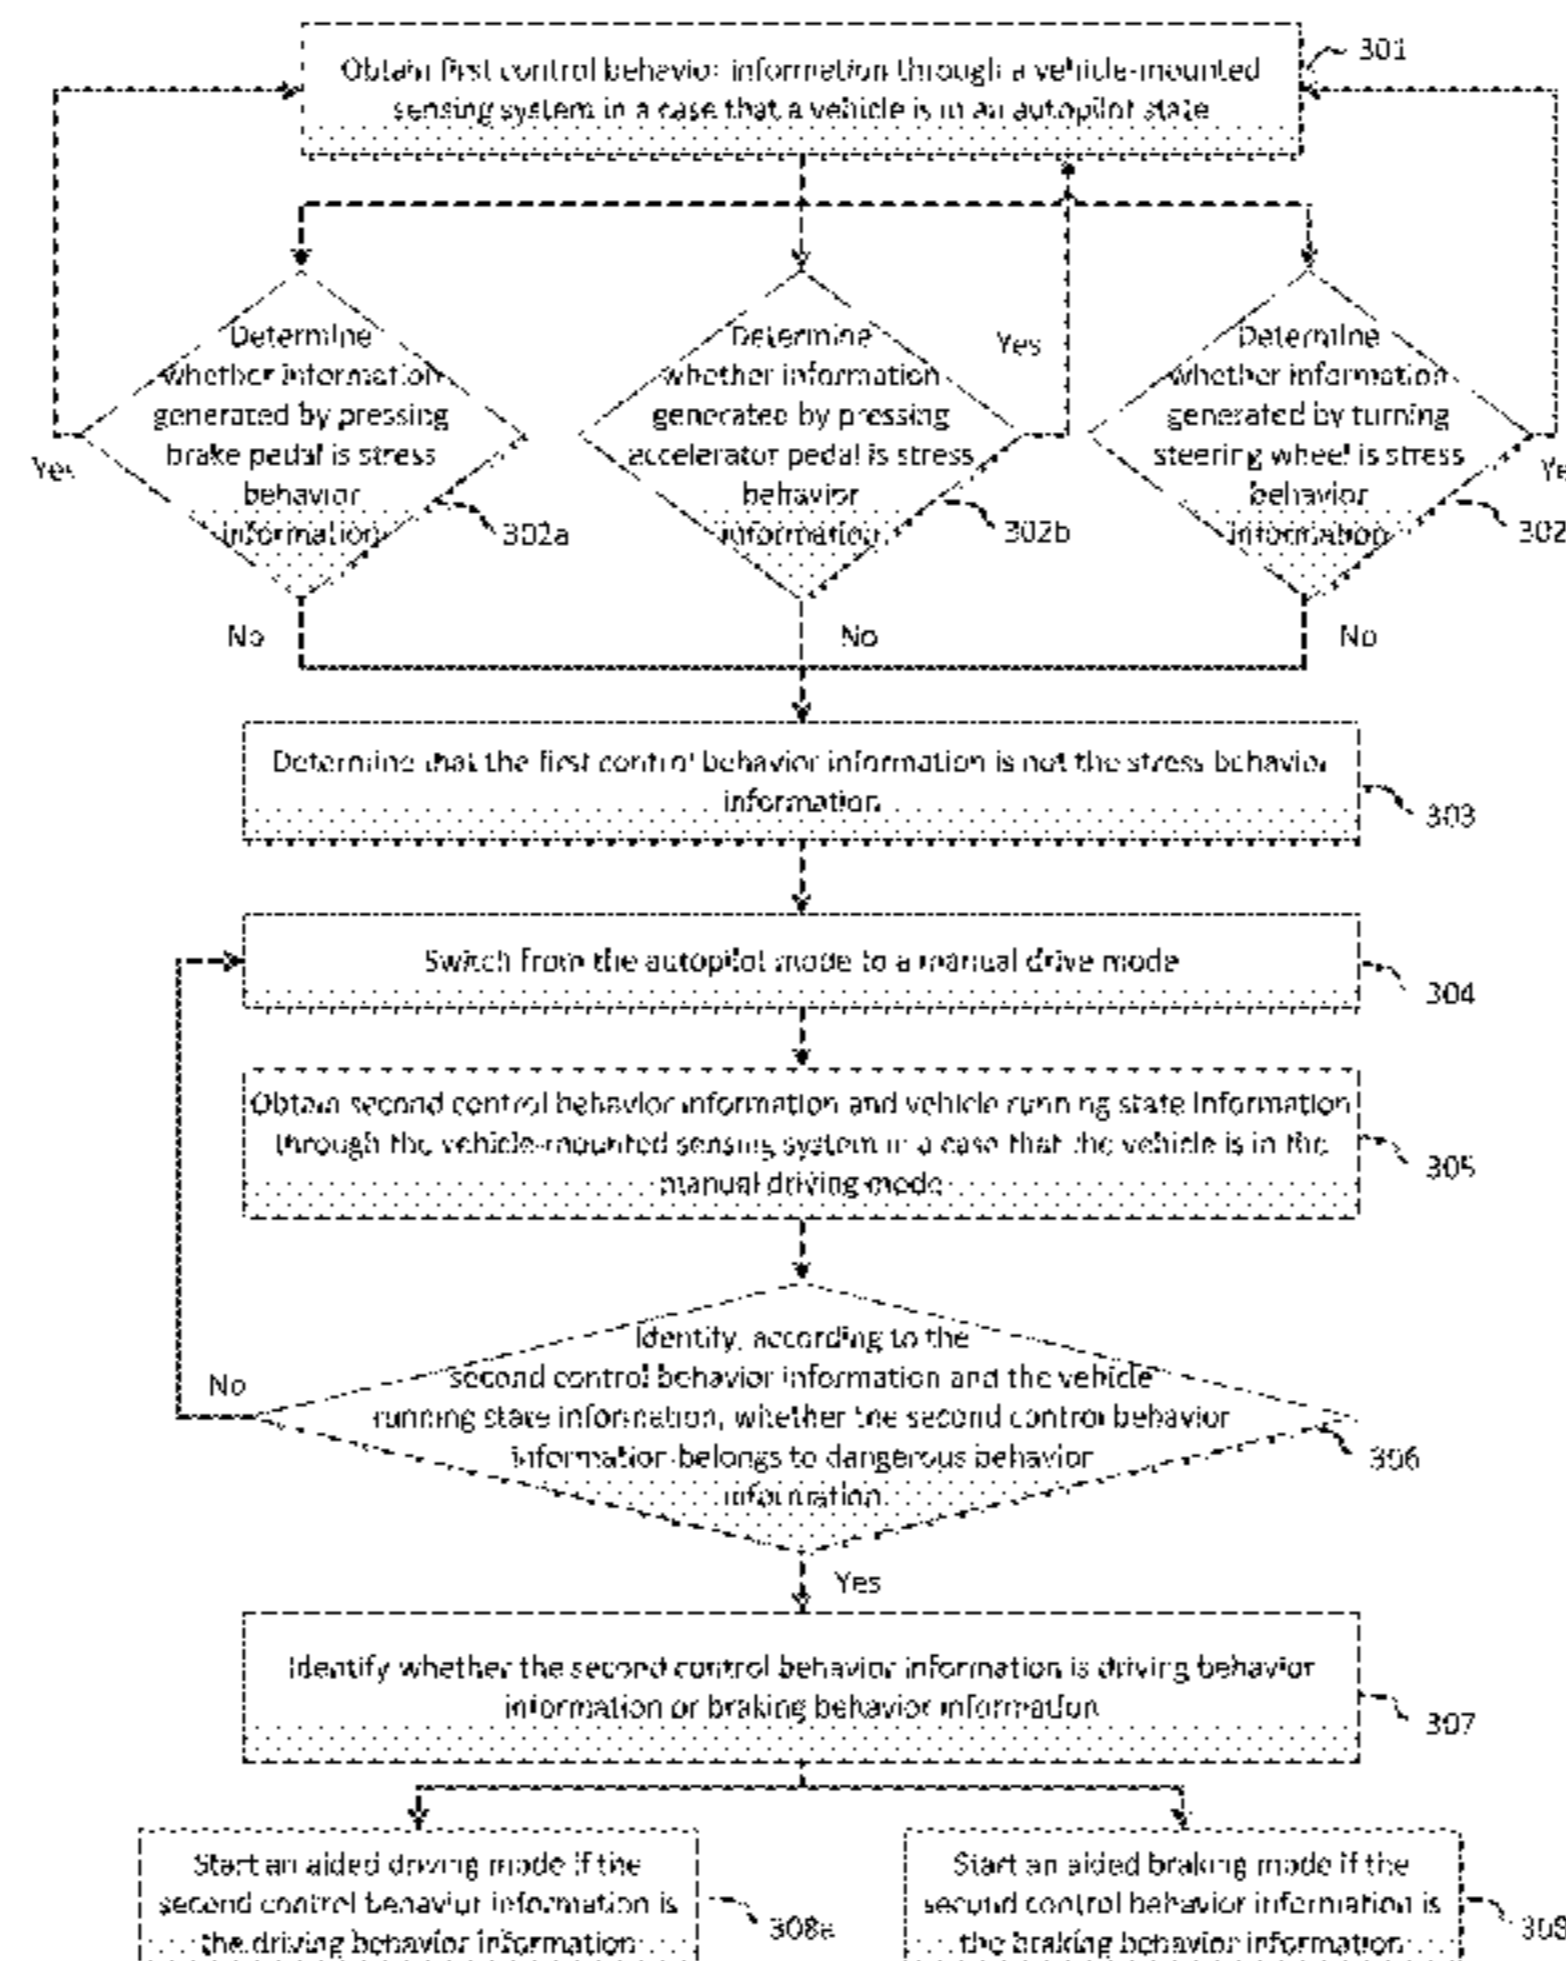 Obtain first control behavior information through a vehicle-mounted
sensing system in a case that a vehicle is in an autopilot state
301
Determine
whether information
generated by pressing
brake pedal is stress
behavior
information
Yes
302a
No
Determine
whether information
generated by pressing
accelerator pedal is stress
behavior
information
Yes
302b
No
Determine
whether information
generated by turning
steering wheel is stress
behavior
information
Ye
302
No
Determine that the first control behavior information is not the stress behavior
information
303
Switch from the autopilot mode to a manual drive mode
304
Obtain second control behavior information and vehicle running state information
through the vehicle-mounted sensing system in a case that the vehicle is in the
manual driving mode
305
Identify, according to the
second control behavior information and the vehicle
running state information, whether the second control behavior
information belongs to dangerous behavior
information
306
No
Yes
Identify whether the second control behavior information is driving behavior
information or braking behavior information
307
Start an aided driving mode if the
second control behavior information is
the driving behavior information
308a
Start an aided braking mode if the
second control behavior information is
the braking behavior information
308